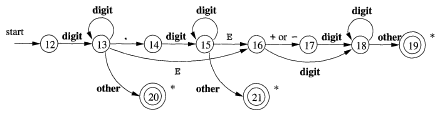 digit digit digit
start digit . digit E + or − digit other *
12 13 14 15 16 17 18 19
E digit
other * other *
20 21